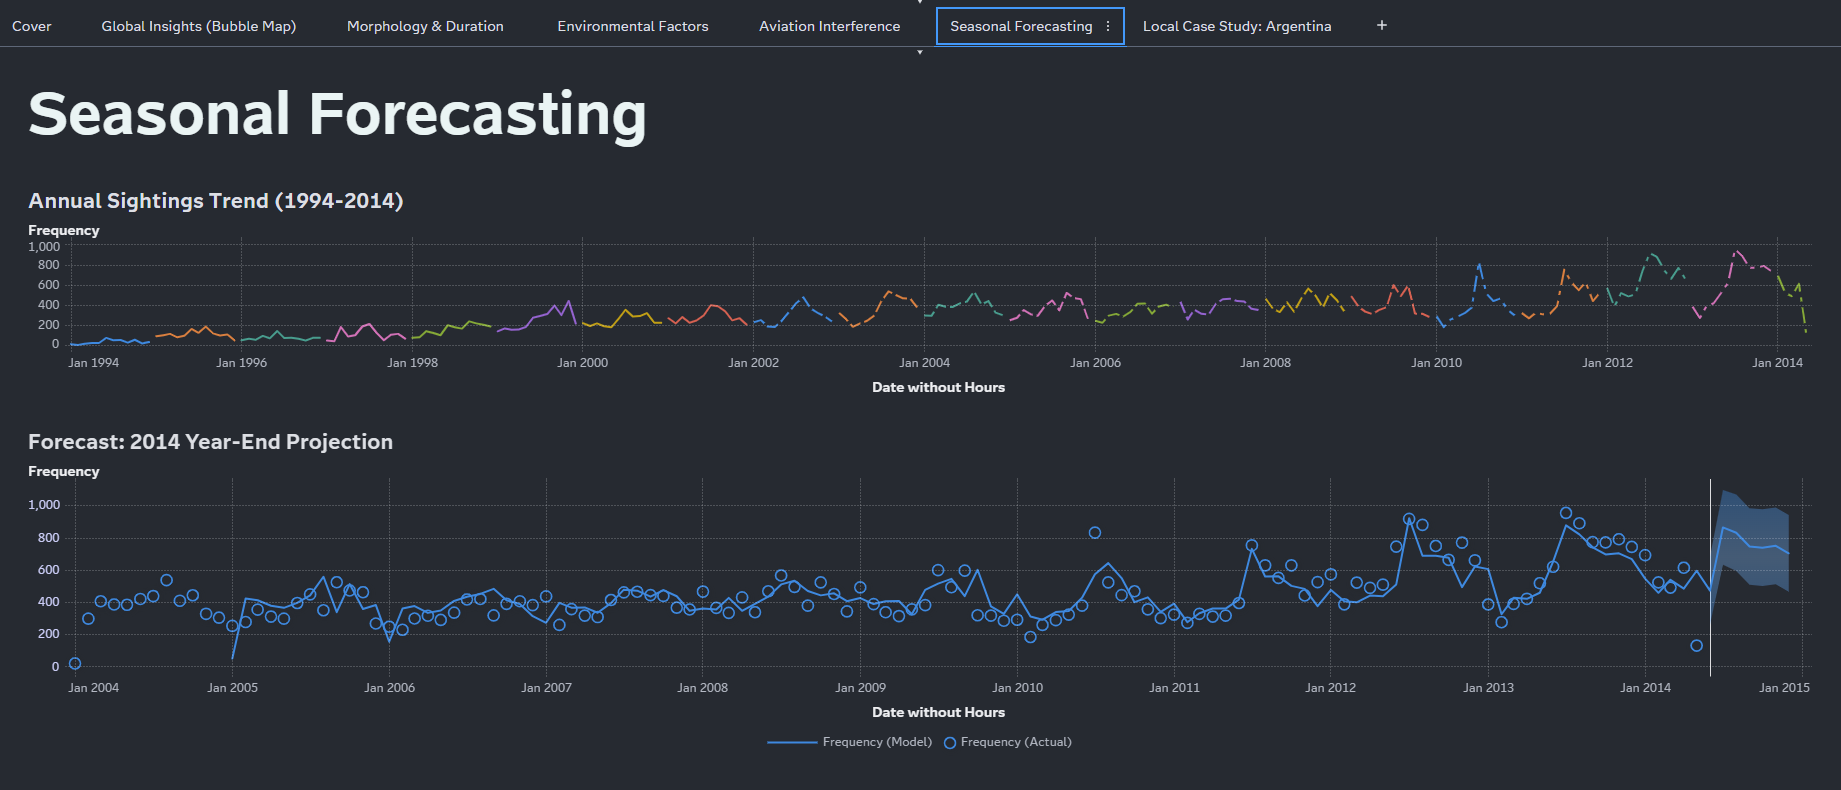 Cover Global Insights (Bubble Map) Morphology & Duration Environmental Factors Aviation Interference Seasonal Forecasting Local Case Study: Argentina +
Seasonal Forecasting
Annual Sightings Trend (1994-2014)
Frequency
1,000
800
600
400
200
0
Jan 1994 Jan 1996 Jan 1998 Jan 2000 Jan 2002 Jan 2004 Jan 2006 Jan 2008 Jan 2010 Jan 2012 Jan 2014
Date without Hours
Forecast: 2014 Year-End Projection
Frequency
1,000
800
600
400
200
0
Jan 2004 Jan 2005 Jan 2006 Jan 2007 Jan 2008 Jan 2009 Jan 2010 Jan 2011 Jan 2012 Jan 2013 Jan 2014 Jan 2015
Date without Hours
Frequency (Model) Frequency (Actual)